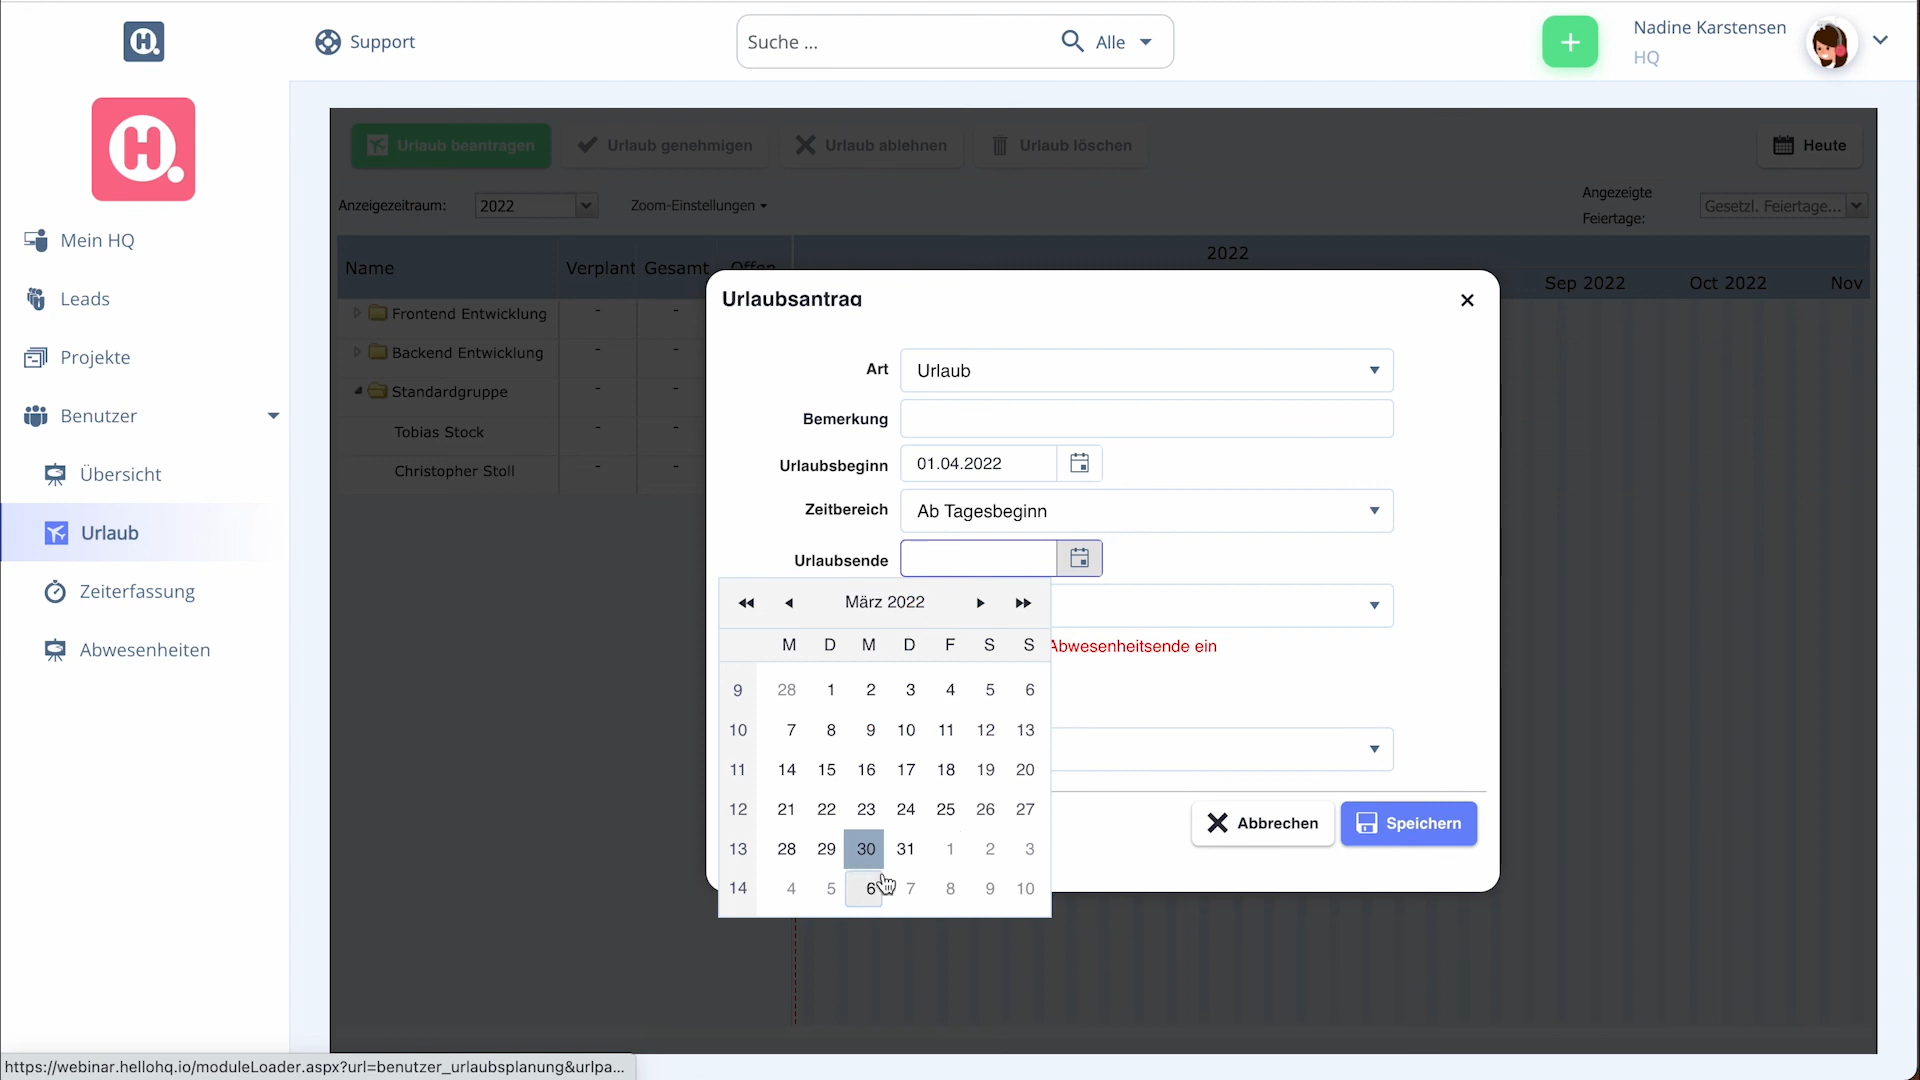 H.
Support
Suche ...
Alle
+
Nadine Karstensen
HQ
H.
Mein HQ
Leads
Projekte
Benutzer
Übersicht
Urlaub
Zeiterfassung
Abwesenheiten
Urlaub beantragen
Urlaub genehmigen
Urlaub ablehnen
Urlaub löschen
Heute
Anzeigezeitraum:
2022
Zoom-Einstellungen
Angezeigte
Feiertage:
Gesetzl. Feiertage...
Name
Verplant
Gesamt
Offen
2022
Sep 2022
Oct 2022
Nov
Frontend Entwicklung - -
Backend Entwicklung - -
Standardgruppe - -
Tobias Stock - -
Christopher Stoll - -
Urlaubsantrag
Art
Urlaub
Bemerkung
Urlaubsbeginn
01.04.2022
Zeitbereich
Ab Tagesbeginn
Urlaubsende
Abwesenheitsende ein
März 2022
M D M D F S S
9 28 1 2 3 4 5 6
10 7 8 9 10 11 12 13
11 14 15 16 17 18 19 20
12 21 22 23 24 25 26 27
13 28 29 30 31 1 2 3
14 4 5 6 7 8 9 10
Abbrechen
Speichern
https://webinar.hellohq.io/moduleLoader.aspx?url=benutzer_urlaubsplanung&urlpa...